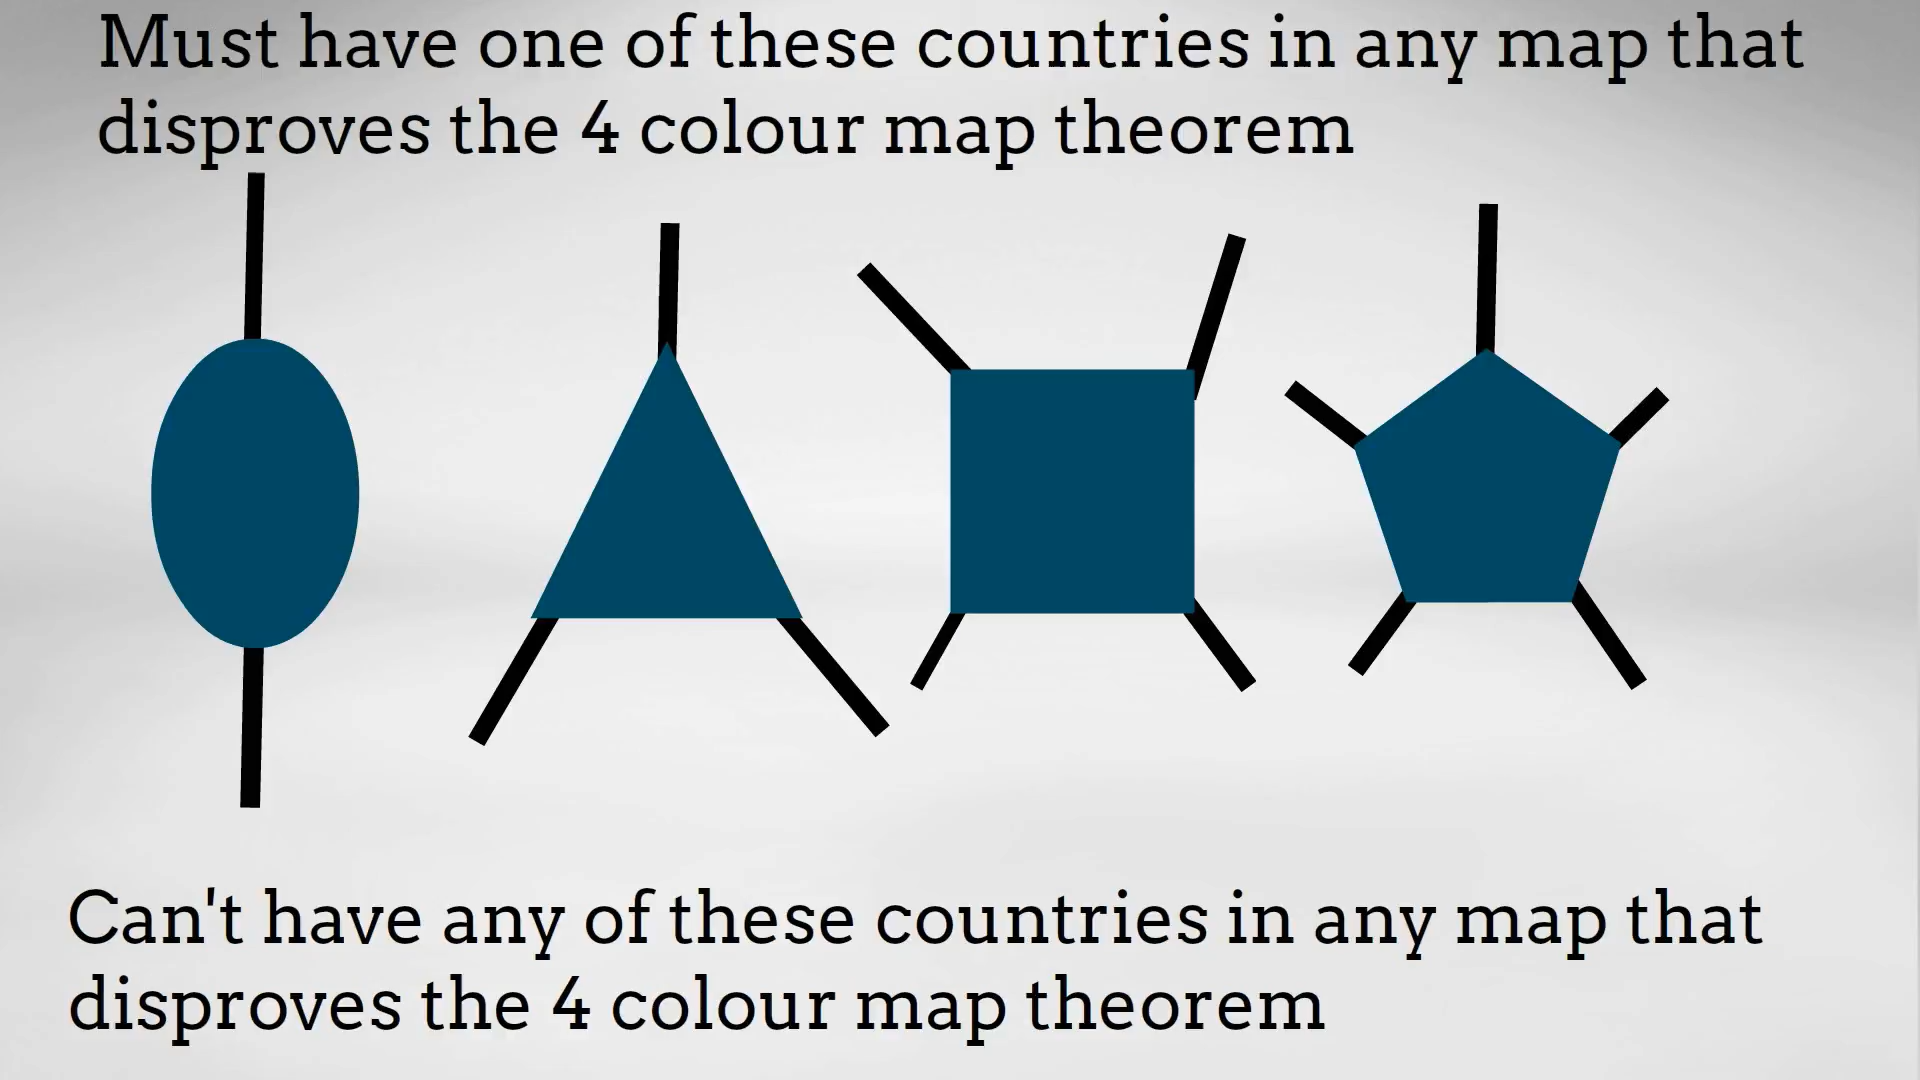 Must have one of these countries in any map that
disproves the 4 colour map theorem
Can't have any of these countries in any map that
disproves the 4 colour map theorem